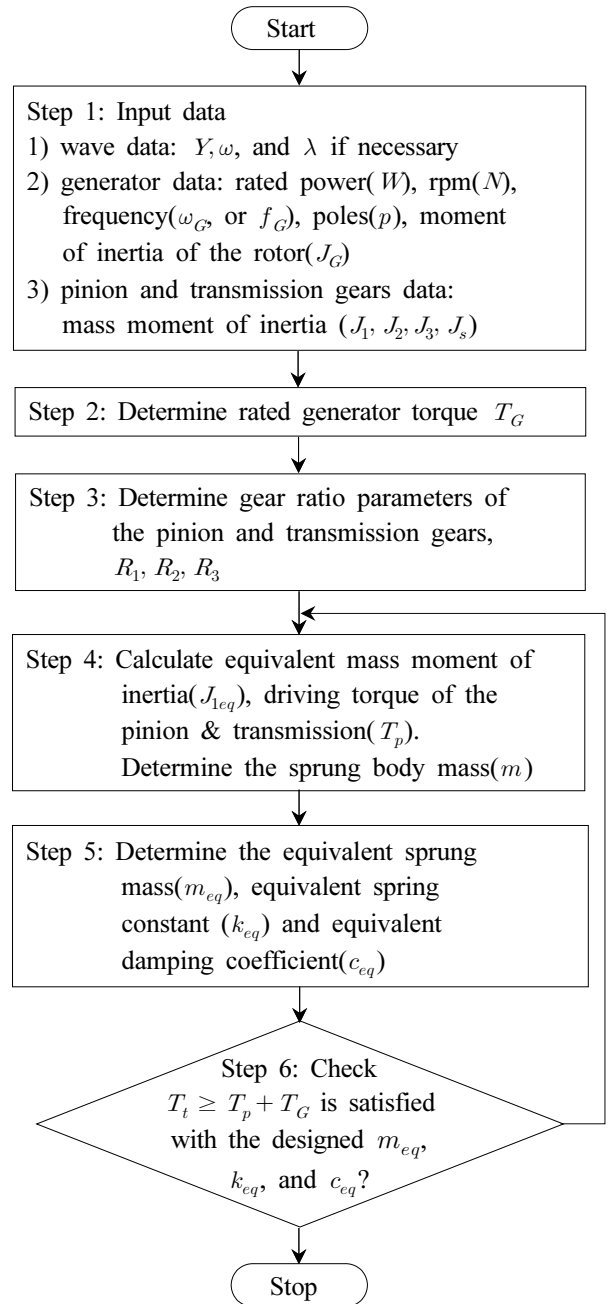 Start
Step 1: Input data
1) wave data: Y, ω, and λ if necessary
2) generator data: rated power(W), rpm(N),
frequency(ω_G, or f_G), poles(p), moment
of inertia of the rotor(J_G)
3) pinion and transmission gears data:
mass moment of inertia (J_1, J_2, J_3, J_s)
Step 2: Determine rated generator torque T_G
Step 3: Determine gear ratio parameters of
the pinion and transmission gears,
R_1, R_2, R_3
Step 4: Calculate equivalent mass moment of
inertia(J_1eq), driving torque of the
pinion & transmission(T_p).
Determine the sprung body mass(m)
Step 5: Determine the equivalent sprung
mass(m_eq), equivalent spring
constant (k_eq) and equivalent
damping coefficient(c_eq)
Step 6: Check
T_t ≥ T_p + T_G is satisfied
with the designed m_eq,
k_eq, and c_eq?
Stop